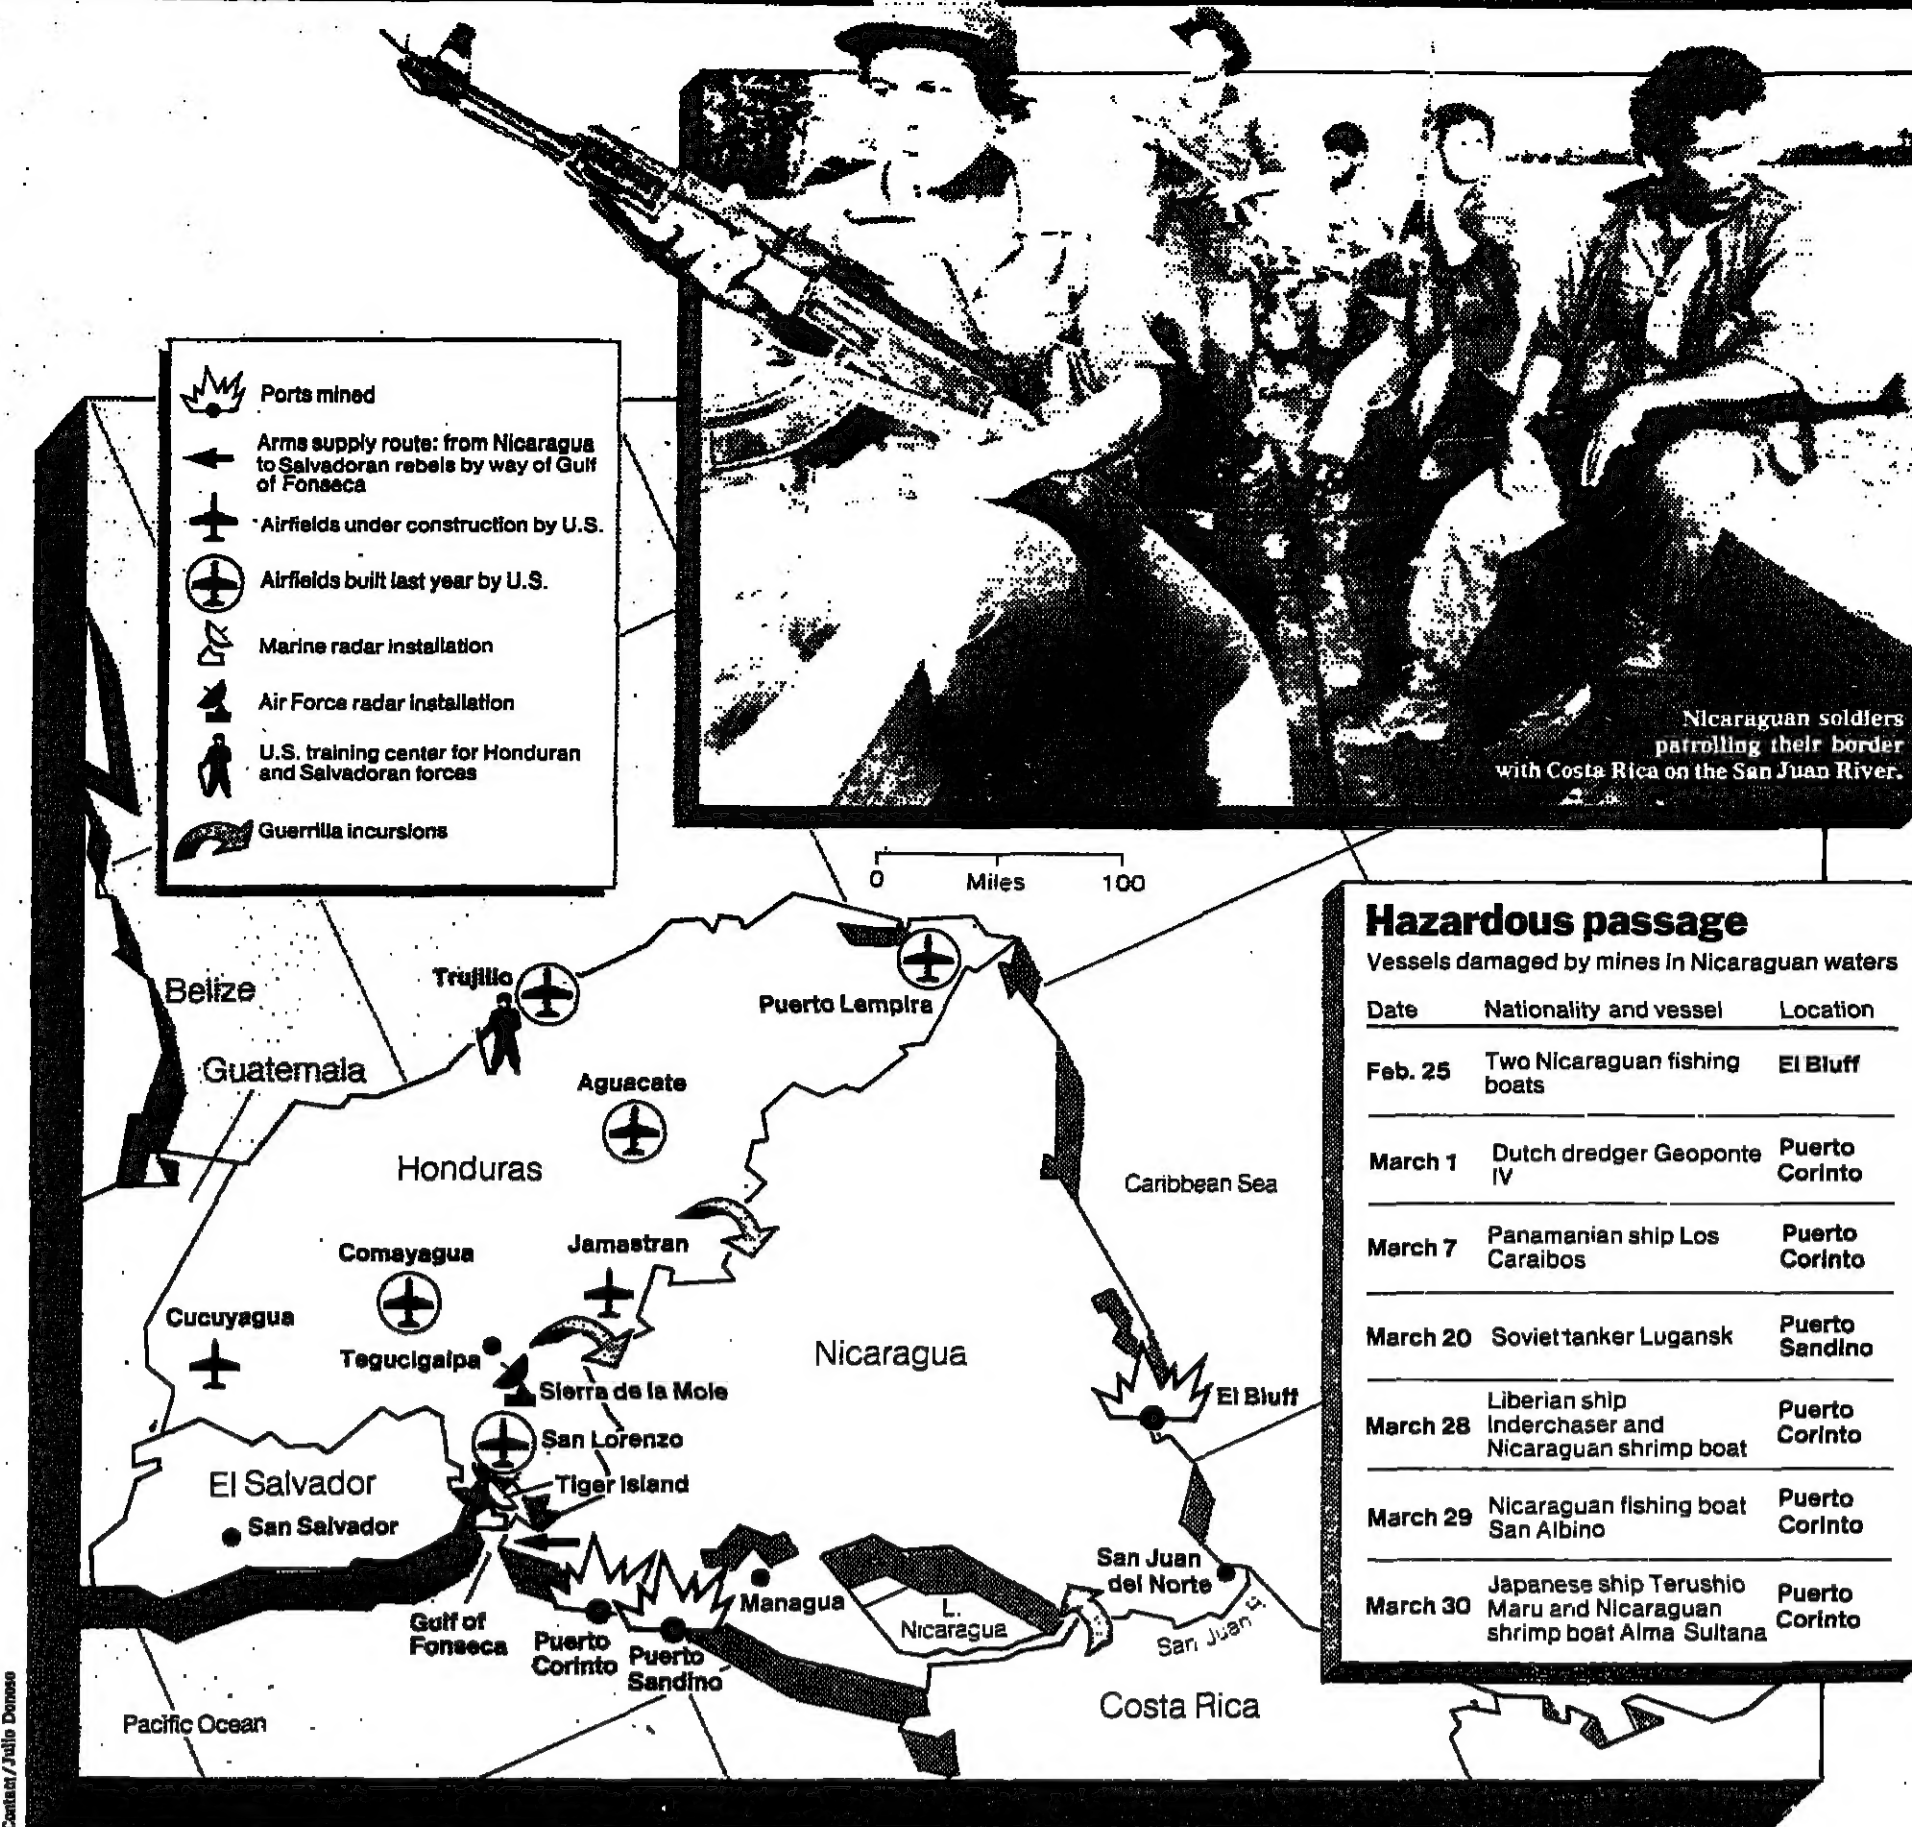 Ports mined
Arms supply route: from Nicaragua
to Salvadoran rebels by way of Gulf
of Fonseca
Airfields under construction by U.S.
Airfields built last year by U.S.
Marine radar installation
Air Force radar installation
U.S. training center for Honduran
and Salvadoran forces
Guerrilla incursions
Nicaraguan soldiers
patrolling their border
with Costa Rica on the San Juan River.
0 Miles 100
Belize
Guatemala
Trujillo
Puerto Lempira
Aguacate
Honduras
Caribbean Sea
Comayagua
Jamastran
Cucuyagua
Tegucigalpa
Nicaragua
Sierra de la Mole
El Bluff
San Lorenzo
El Salvador
Tiger Island
San Salvador
Gulf of
Fonseca
Puerto
Corinto
Puerto
Sandino
Managua
L.
Nicaragua
San Juan
del Norte
San Juan R.
Costa Rica
Pacific Ocean
Hazardous passage
Vessels damaged by mines in Nicaraguan waters
Date Nationality and vessel Location
Feb. 25 Two Nicaraguan fishing El Bluff
boats
March 1 Dutch dredger Geoponte Puerto
IV Corinto
March 7 Panamanian ship Los Puerto
Caraibos Corinto
March 20 Soviet tanker Lugansk Puerto
Sandino
March 28 Liberian ship Puerto
Inderchaser and Corinto
Nicaraguan shrimp boat
March 29 Nicaraguan fishing boat Puerto
San Albino Corinto
March 30 Japanese ship Terushio Puerto
Maru and Nicaraguan Corinto
shrimp boat Alma Sultana
Contact/Julio Donoso